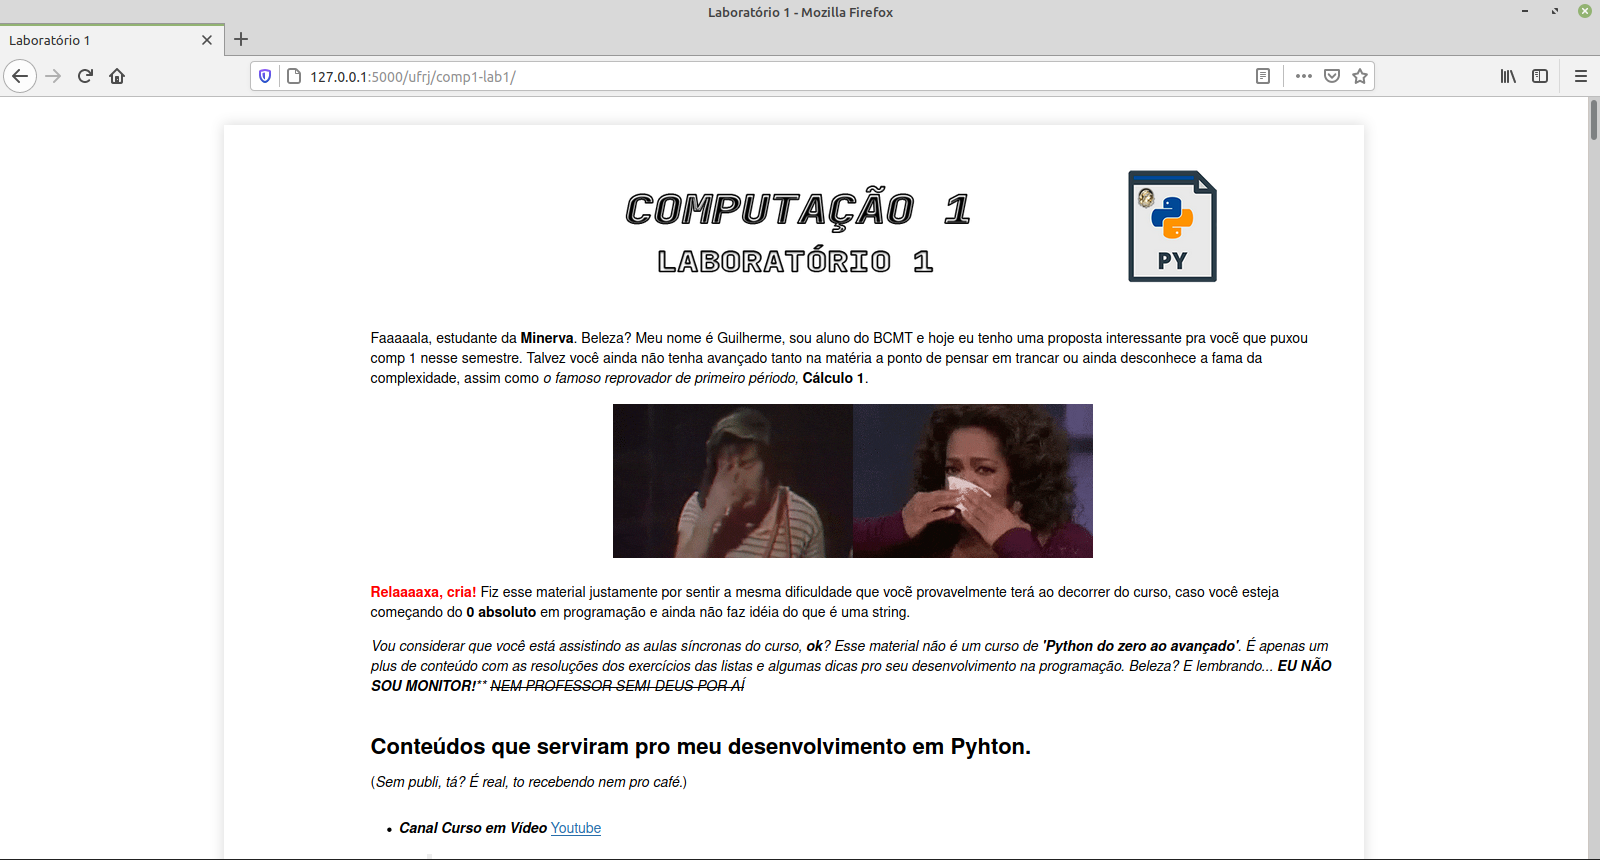 Laboratório 1 - Mozilla Firefox
Laboratório 1
127.0.0.1:5000/ufrj/comp1-lab1/
COMPUTAÇÃO 1
LABORATÓRIO 1
PY
Faaaaala, estudante da Minerva. Beleza? Meu nome é Guilherme, sou aluno do BCMT e hoje eu tenho uma proposta interessante pra vocẽ que puxou
comp 1 nesse semestre. Talvez você ainda não tenha avançado tanto na matéria a ponto de pensar em trancar ou ainda desconhece a fama da
complexidade, assim como o famoso reprovador de primeiro périodo, Cálculo 1.
Relaaaaxa, cria! Fiz esse material justamente por sentir a mesma dificuldade que vocẽ provavelmente terá ao decorrer do curso, caso você esteja
começando do 0 absoluto em programação e ainda não faz idéia do que é uma string.
Vou considerar que você está assistindo as aulas síncronas do curso, ok? Esse material não é um curso de 'Python do zero ao avançado'. É apenas um
plus de conteúdo com as resoluções dos exercícios das listas e algumas dicas pro seu desenvolvimento na programação. Beleza? E lembrando... EU NÃO
SOU MONITOR!** NEM PROFESSOR SEMI DEUS POR AÍ
Conteúdos que serviram pro meu desenvolvimento em Pyhton.
(Sem publi, tá? É real, to recebendo nem pro café.)
• Canal Curso em Vídeo Youtube